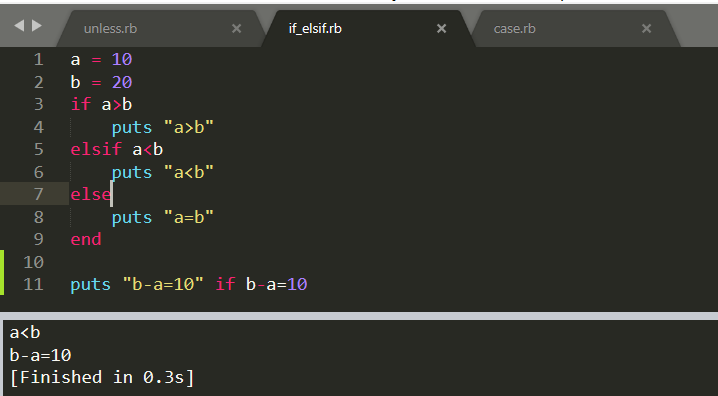 unless.rb × if_elsif.rb × case.rb ×
1 a = 10
2 b = 20
3 if a>b
4     puts "a>b"
5 elsif a<b
6     puts "a<b"
7 else
8     puts "a=b"
9 end
10
11 puts "b-a=10" if b-a=10
a<b
b-a=10
[Finished in 0.3s]